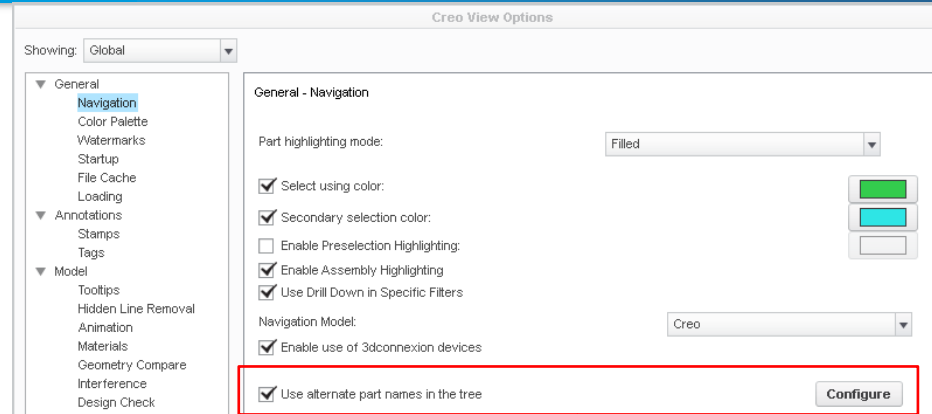 Creo View Options
Showing: Global
General
Navigation
Color Palette
Watermarks
Startup
File Cache
Loading
Annotations
Stamps
Tags
Model
Tooltips
Hidden Line Removal
Animation
Materials
Geometry Compare
Interference
Design Check
General - Navigation
Part highlighting mode: Filled
Select using color:
Secondary selection color:
Enable Preselection Highlighting:
Enable Assembly Highlighting
Use Drill Down in Specific Filters
Navigation Model: Creo
Enable use of 3dconnexion devices
Use alternate part names in the tree Configure